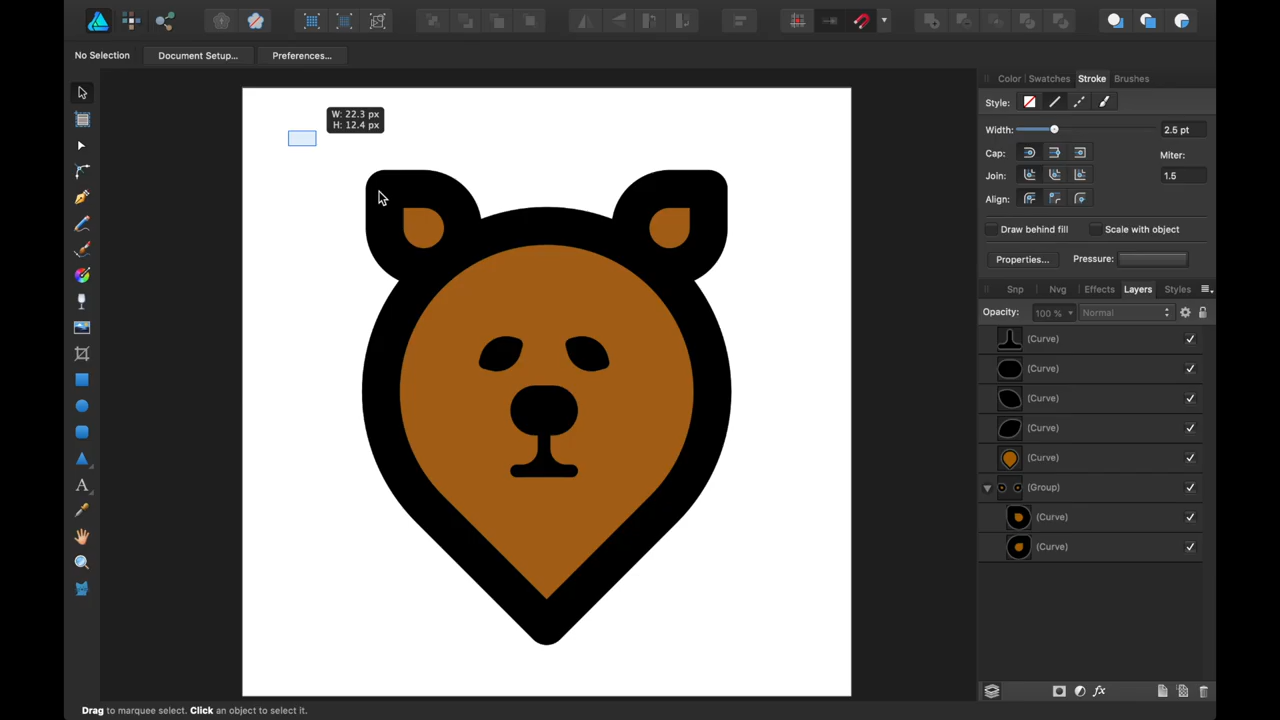 No Selection
Document Setup...
Preferences...
W: 22.3 px
H: 12.4 px
Color
Swatches
Stroke
Brushes
Style:
Width:
2.5 pt
Cap:
Miter:
Join:
1.5
Align:
Draw behind fill
Scale with object
Properties...
Pressure:
Snp
Nvg
Effects
Layers
Styles
Opacity:
100 %
Normal
(Curve)
(Curve)
(Curve)
(Curve)
(Curve)
(Group)
(Curve)
(Curve)
A
fx
Drag to marquee select. Click an object to select it.